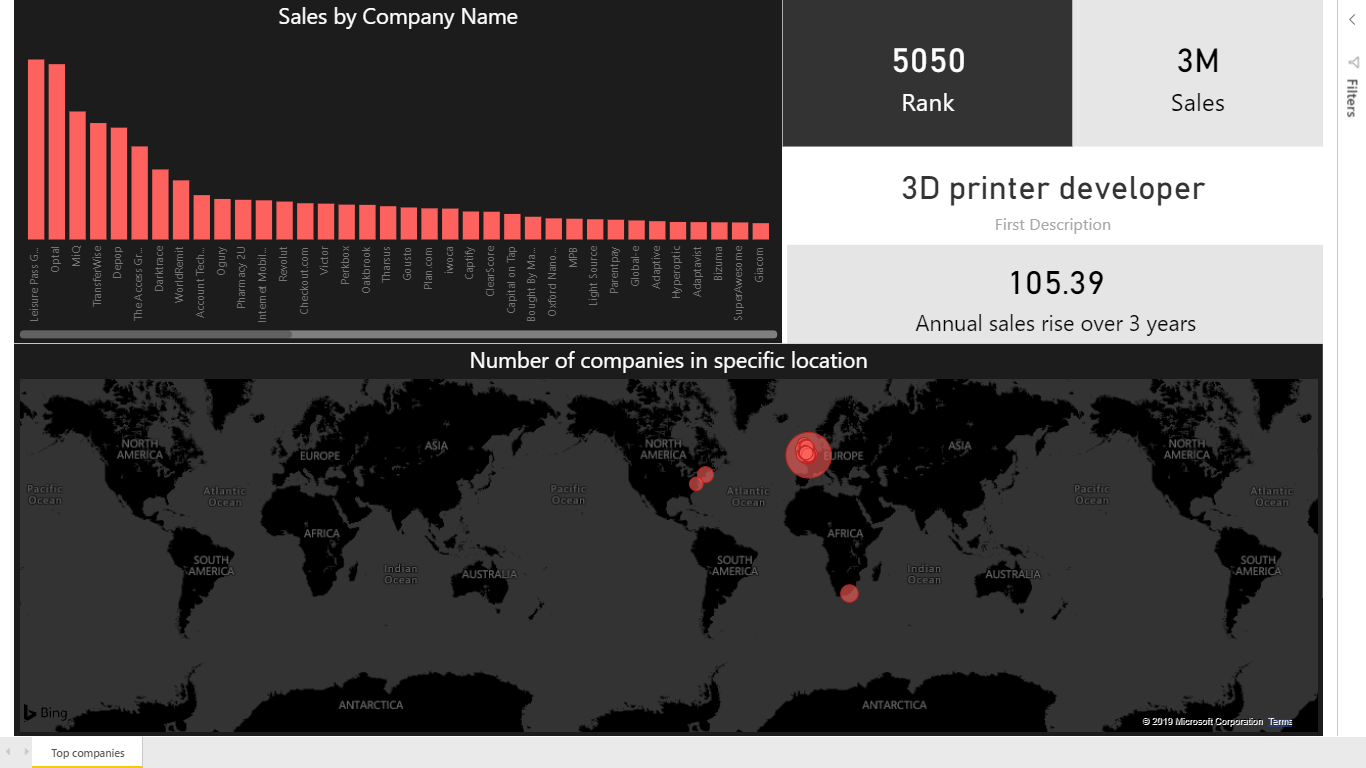 Sales by Company Name
Leisure Pass G...
Optal
MiQ
TransferWise
Depop
The Access Gr...
Darktrace
WorldRemit
Account Tech...
Ogury
Pharmacy 2U
Internet Mobil...
Revolut
Checkout.com
Victor
Perkbox
Oakbrook
Tharsus
Gousto
Plan.com
iwoca
Captify
ClearScore
Capital on Tap
Bought By Ma...
Oxford Nano...
MPB
Light Source
Parentpay
Global-e
Adaptive
Hyperoptic
Adaptavist
Bizuma
SuperAwesome
Giacom
5050
Rank
3M
Sales
3D printer developer
First Description
105.39
Annual sales rise over 3 years
Filters
Number of companies in specific location
NORTH
AMERICA
EUROPE
ASIA
NORTH
AMERICA
EUROPE
ASIA
NORTH
AMERICA
Pacific
Ocean
Atlantic
Ocean
Pacific
Ocean
Atlantic
Ocean
Pacific
Ocean
Atlantic
Ocean
AFRICA
AFRICA
SOUTH
AMERICA
Indian
Ocean
AUSTRALIA
SOUTH
AMERICA
Indian
Ocean
AUSTRALIA
SOUTH
AMERICA
ANTARCTICA
ANTARCTICA
Bing
© 2019 Microsoft Corporation Terms
Top companies